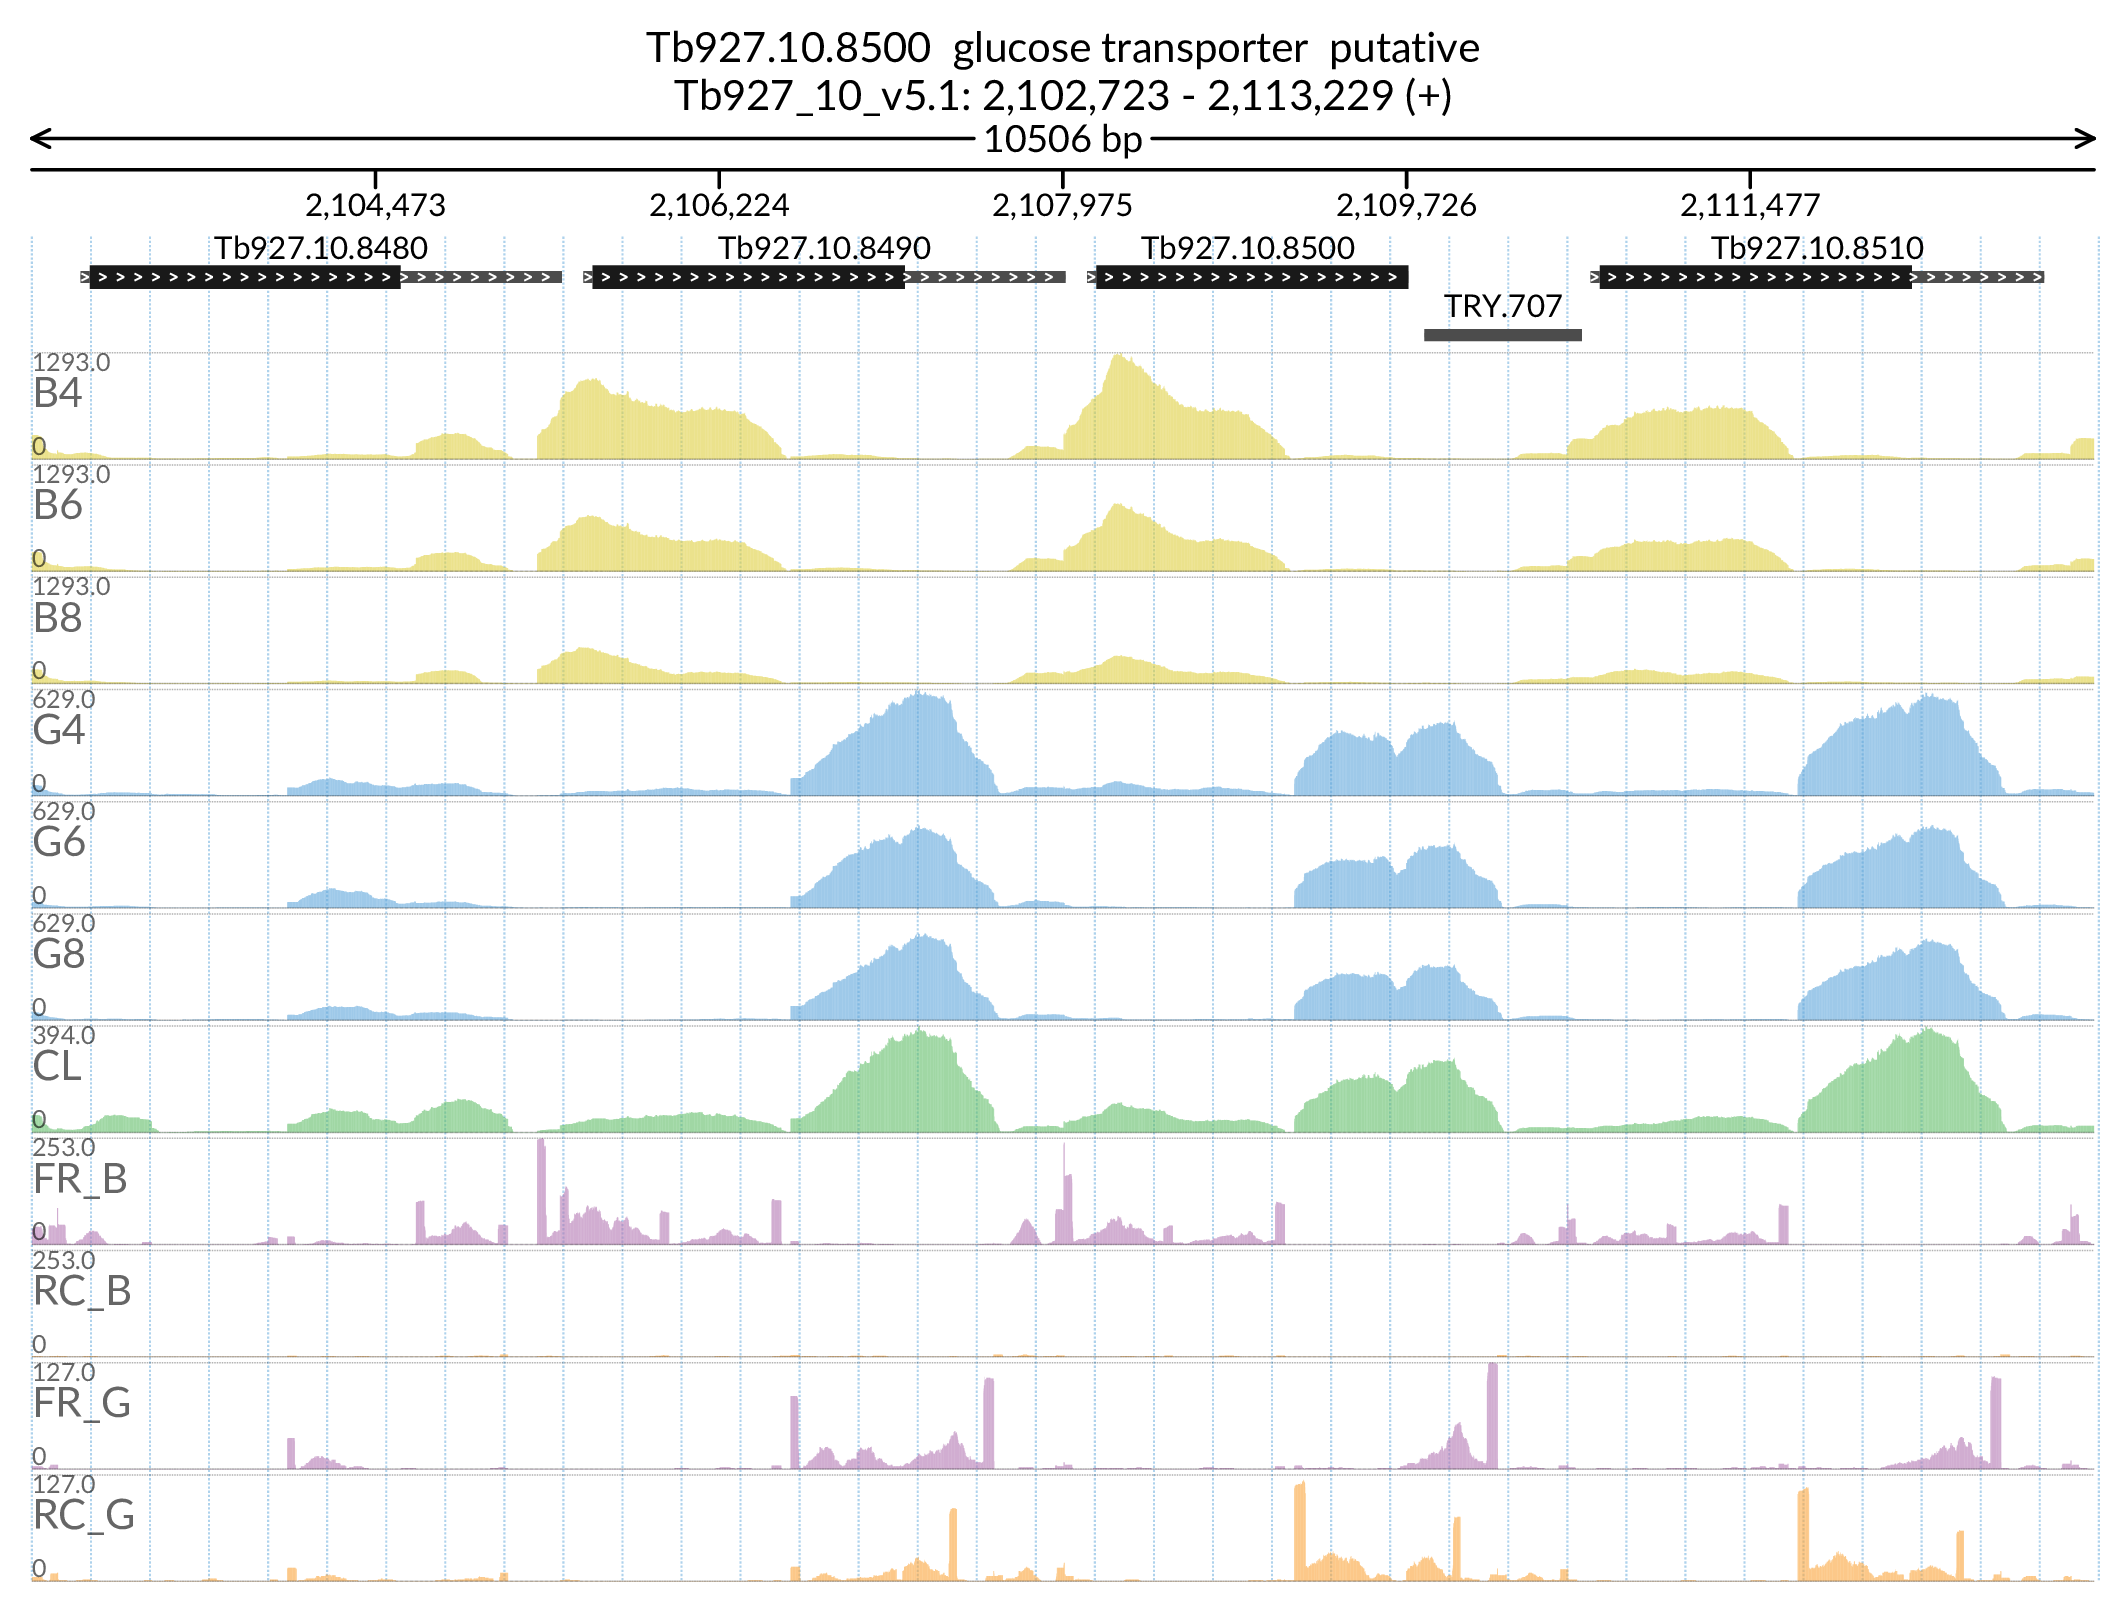 Tb927.10.8500 glucose transporter putative
Tb927_10_v5.1: 2,102,723 - 2,113,229 (+)
10506 bp
2,104,473 2,106,224 2,107,975 2,109,726 2,111,477
Tb927.10.8480 Tb927.10.8490 Tb927.10.8500 Tb927.10.8510
TRY.707
1293.0
B4
0
1293.0
B6
0
1293.0
B8
0
629.0
G4
0
629.0
G6
0
629.0
G8
0
394.0
CL
0
253.0
FR_B
0
253.0
RC_B
0
127.0
FR_G
0
127.0
RC_G
0